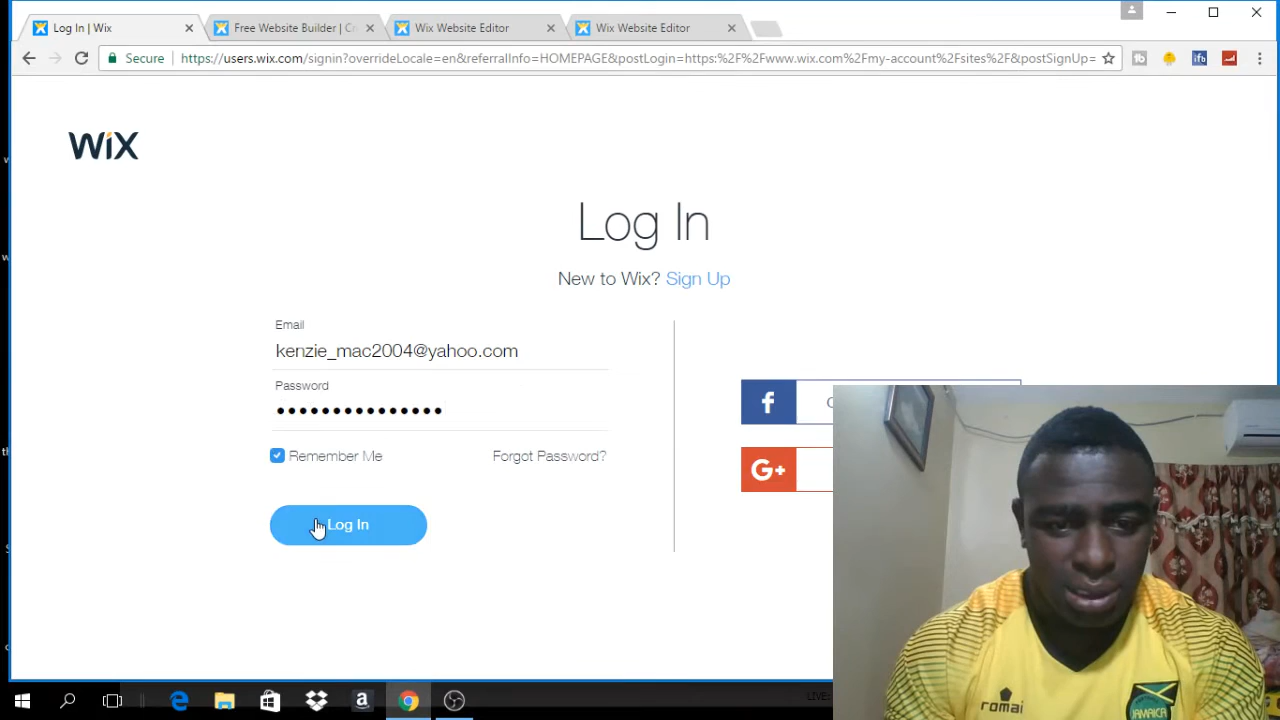 Log In | Wix
Free Website Builder | Cr
Wix Website Editor
Wix Website Editor
Secure
https://users.wix.com/signin?overrideLocale=en&referralInfo=HOMEPAGE&postLogin=https:%2F%2Fwww.wix.com%2Fmy-account%2Fsites%2F&postSignUp=
WiX
Log In
New to Wix? Sign Up
Email
kenzie_mac2004@yahoo.com
Password
Remember Me
Forgot Password?
Log In
f
G+
romai
JAMAICA